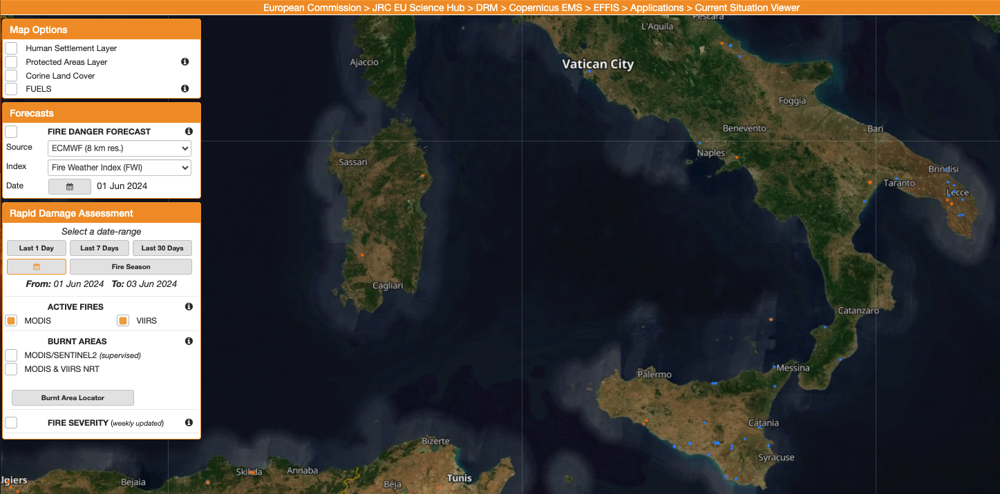 European Commission > JRC EU Science Hub > DRM > Copernicus EMS > EFFIS > Applications > Current Situation Viewer
Map Options
Human Settlement Layer
Protected Areas Layer
Corine Land Cover
FUELS
Forecasts
FIRE DANGER FORECAST
Source ECMWF (8 km res.)
Index Fire Weather Index (FWI)
Date 01 Jun 2024
Rapid Damage Assessment
Select a date-range
Last 1 Day Last 7 Days Last 30 Days
Fire Season
From: 01 Jun 2024 To: 03 Jun 2024
ACTIVE FIRES
MODIS VIIRS
BURNT AREAS
MODIS/SENTINEL2 (supervised)
MODIS & VIIRS NRT
Burnt Area Locator
FIRE SEVERITY (weekly updated)
Pescara
L'Aquila
Ajaccio
Vatican City
Foggia
Benevento
Bari
Naples
Sassari
Brindisi
Taranto
Lecce
Cagliari
Catanzaro
Messina
Palermo
Catania
Syracuse
Bizerte
Skikda
Annaba
Tunis
lgiers
Bejaia
Béja